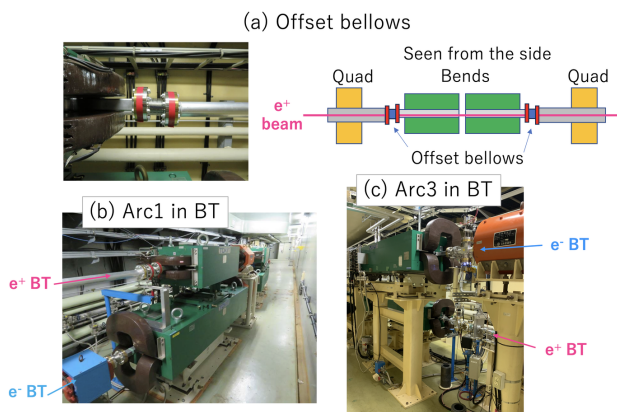 (a) Offset bellows
Seen from the side
Quad
Bends
Quad
e⁺
beam
Offset bellows
(b) Arc1 in BT
(c) Arc3 in BT
e⁻ BT
e⁺ BT
e⁺ BT
e⁻ BT